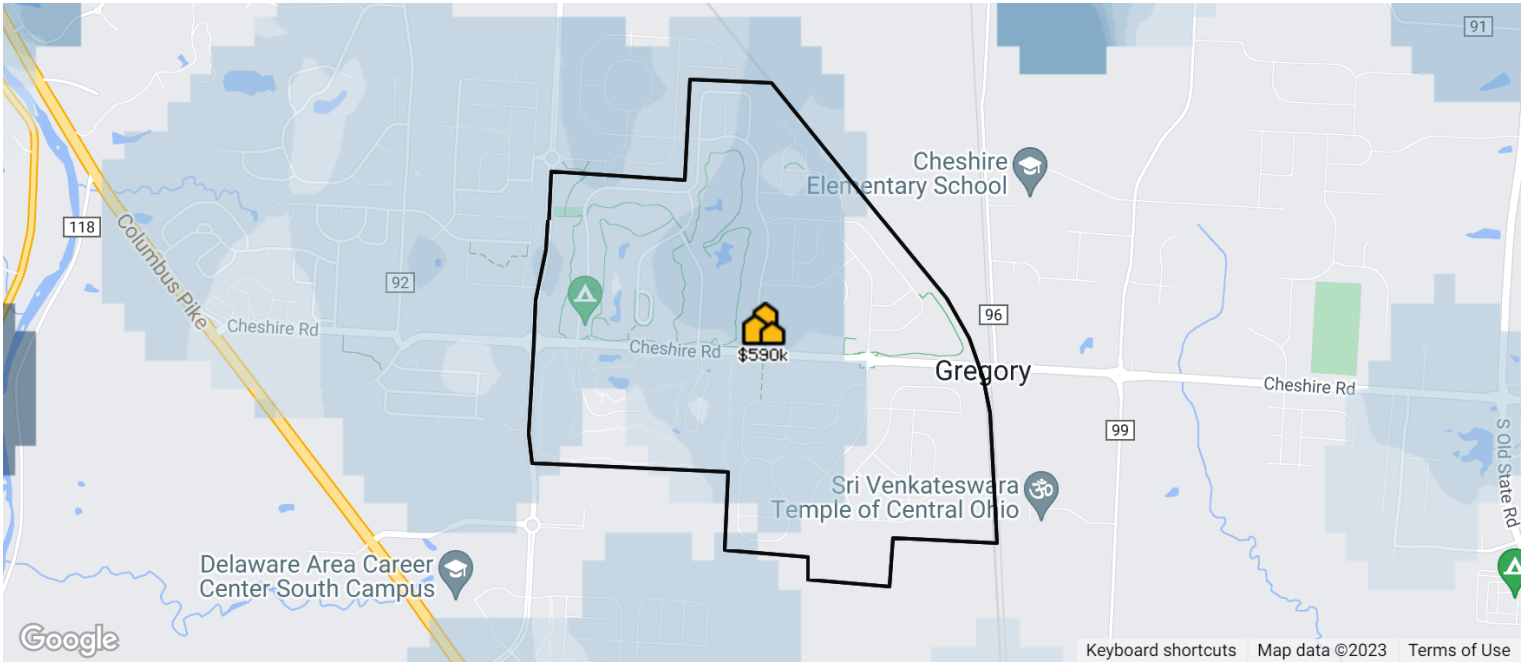 91
Cheshire
Elementary School
118
Columbus Pike
92
96
Cheshire Rd
Cheshire Rd
$590k
Gregory
Cheshire Rd
99
S Old State Rd
Sri Venkateswara
Temple of Central Ohio
Delaware Area Career
Center South Campus
Google
Keyboard shortcuts
Map data ©2023
Terms of Use